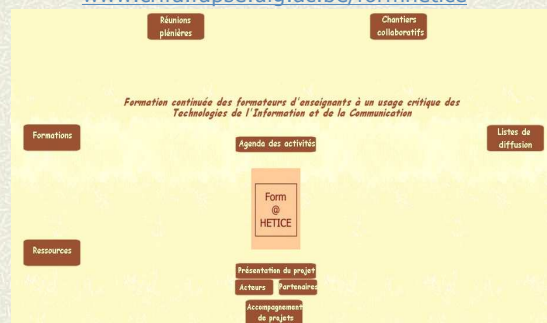 Réunions
plénières
Chantiers
collaboratifs
Formation continuée des formateurs d'enseignants à un usage critique des
Technologies de l'Information et de la Communication
Formations
Agenda des activités
Listes de
diffusion
Form
@
HETICE
Ressources
Présentation du projet
Acteurs
Partenaires
Accompagnement
de projets